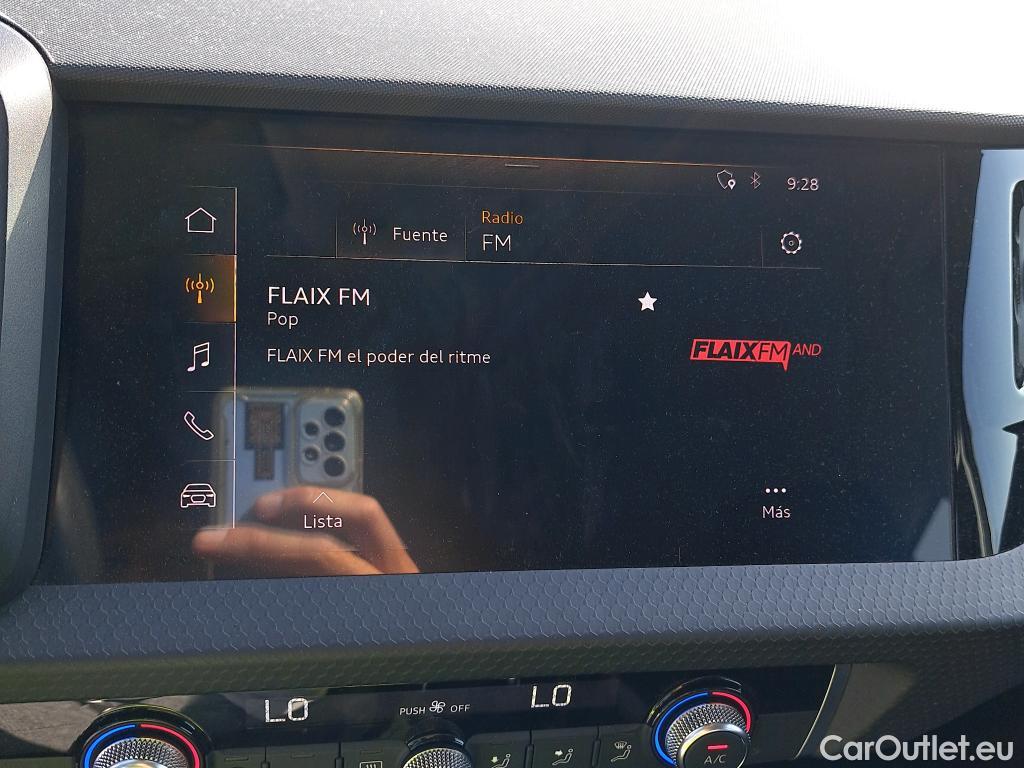 9:28
Fuente
Radio
FM
FLAIX FM
Pop
FLAIX FM el poder del ritme
FLAIXFM AND
Lista
Más
LO
PUSH OFF
LO
A/C
CarOutlet.eu